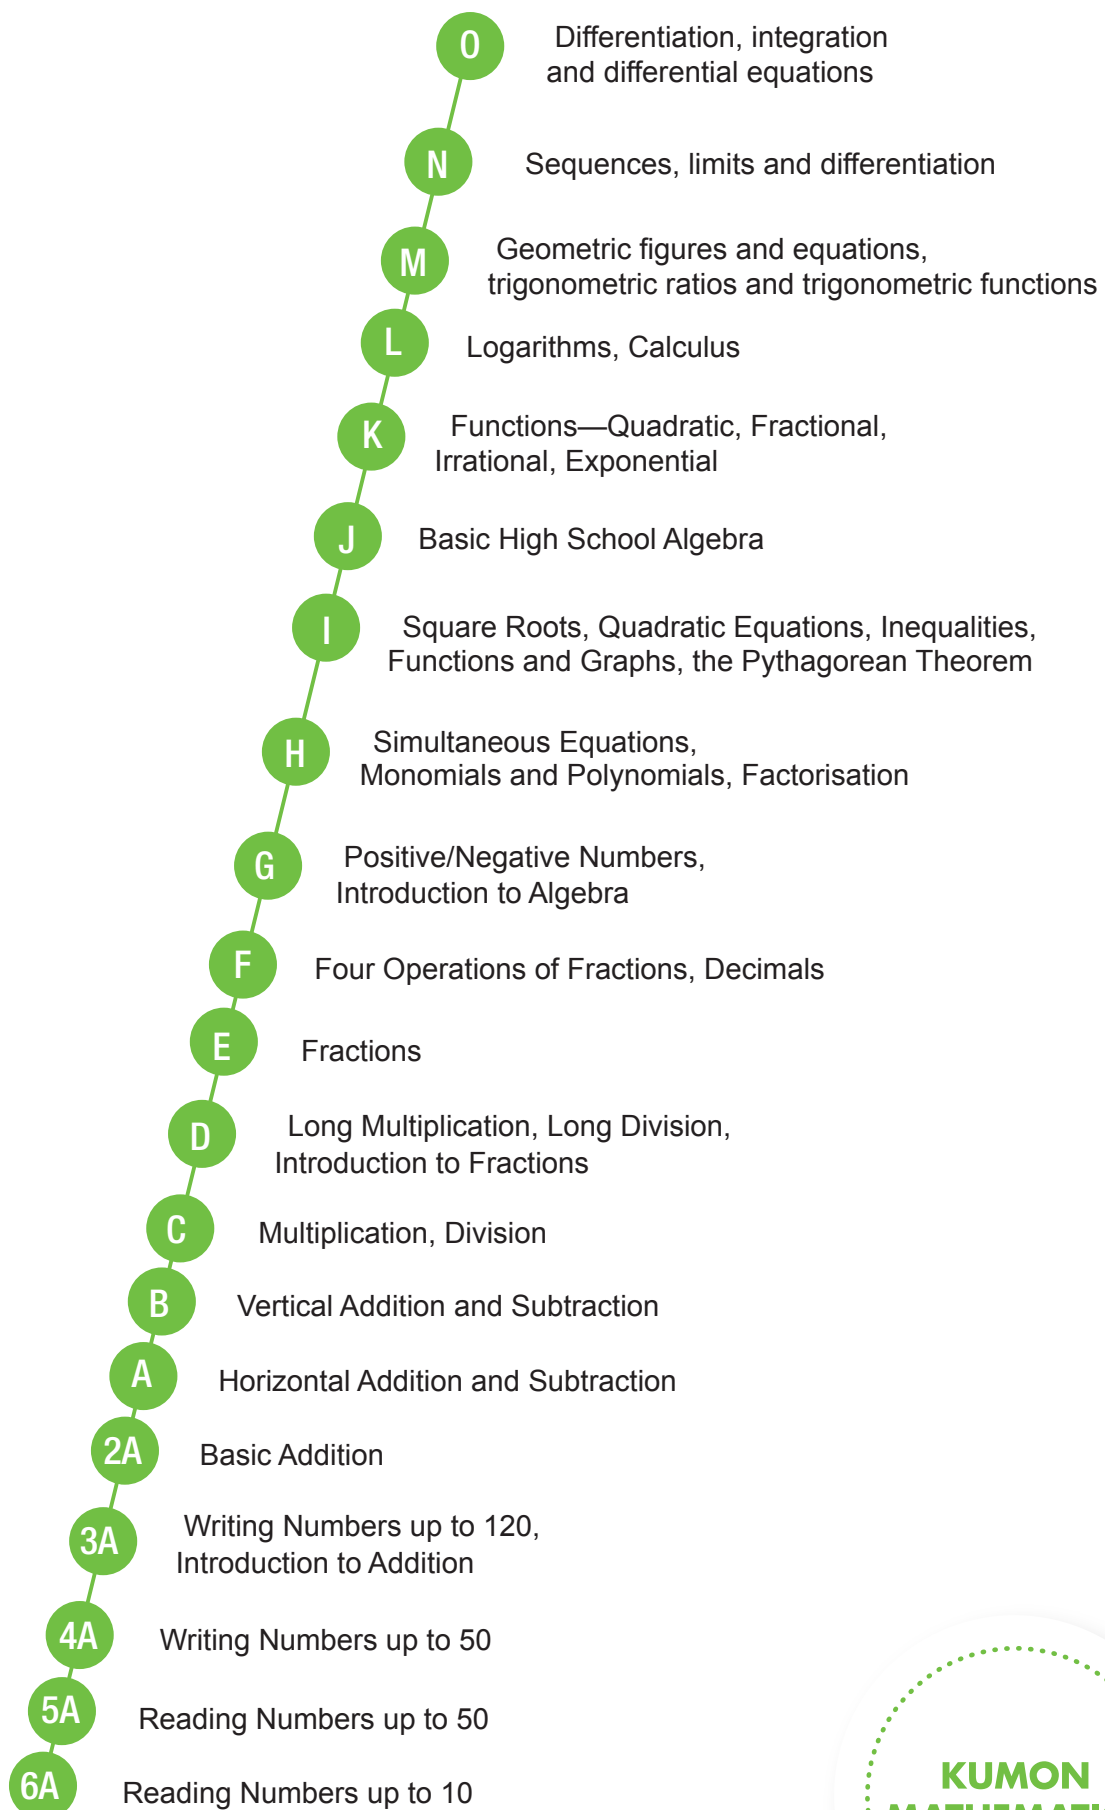 O
Differentiation, integration
and differential equations
N
Sequences, limits and differentiation
M
Geometric figures and equations,
trigonometric ratios and trigonometric functions
L
Logarithms, Calculus
K
Functions—Quadratic, Fractional,
Irrational, Exponential
J
Basic High School Algebra
I
Square Roots, Quadratic Equations, Inequalities,
Functions and Graphs, the Pythagorean Theorem
H
Simultaneous Equations,
Monomials and Polynomials, Factorisation
G
Positive/Negative Numbers,
Introduction to Algebra
F
Four Operations of Fractions, Decimals
E
Fractions
D
Long Multiplication, Long Division,
Introduction to Fractions
C
Multiplication, Division
B
Vertical Addition and Subtraction
A
Horizontal Addition and Subtraction
2A
Basic Addition
3A
Writing Numbers up to 120,
Introduction to Addition
4A
Writing Numbers up to 50
5A
Reading Numbers up to 50
6A
Reading Numbers up to 10
KUMON